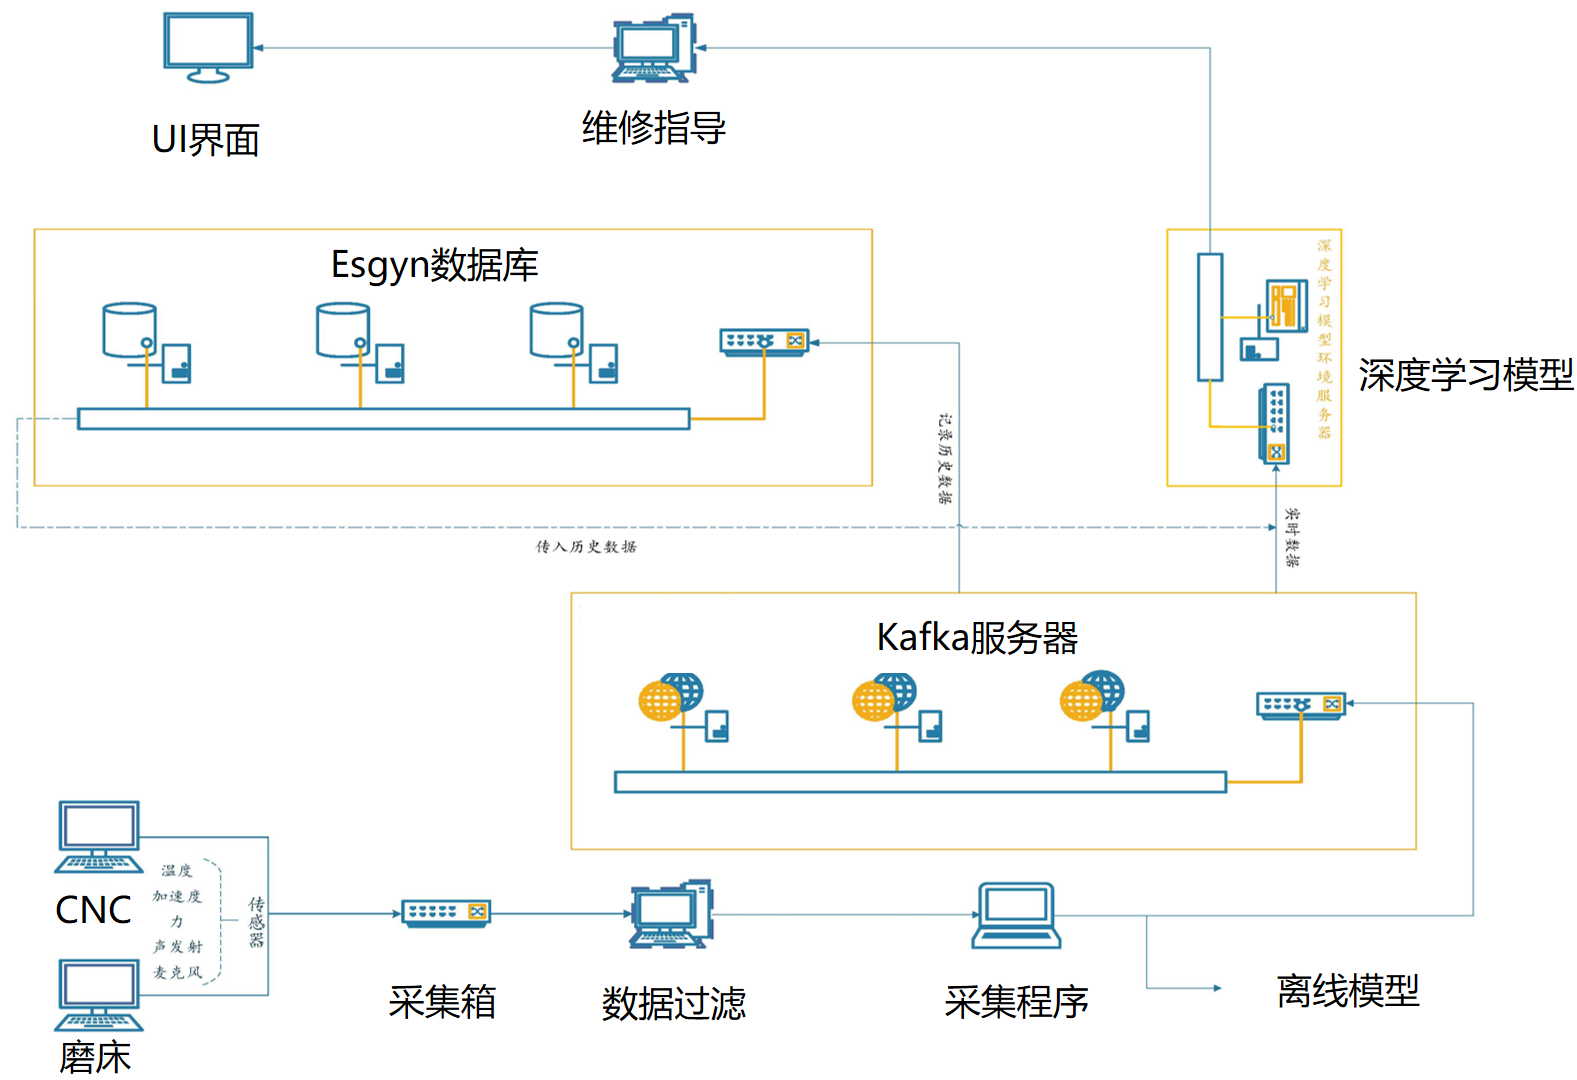 UI界面
维修指导
Esgyn数据库
深度学习模型环境服务器
深度学习模型
记录历史数据
实时数据
传入历史数据
Kafka服务器
CNC
温度
加速度
力
声发射
麦克风
传感器
磨床
采集箱
数据过滤
采集程序
离线模型